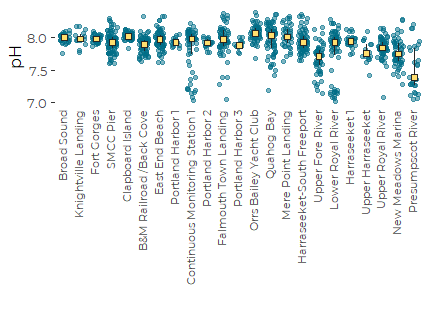 pH
8.0
7.5
7.0
Broad Sound
Knightville Landing
Fort Gorges
SMCC Pier
Clapboard Island
B&M Railroad / Back Cove
East End Beach
Portland Harbor 1
Continuous Monitoring Station 1
Portland Harbor 2
Falmouth Town Landing
Portland Harbor 3
Orrs Bailey Yacht Club
Quahog Bay
Mere Point Landing
Harraseeket-South Freeport
Upper Fore River
Lower Royal River
Harraseeket 1
Upper Harraseeket
Upper Royal River
New Meadows Marina
Presumpscot River